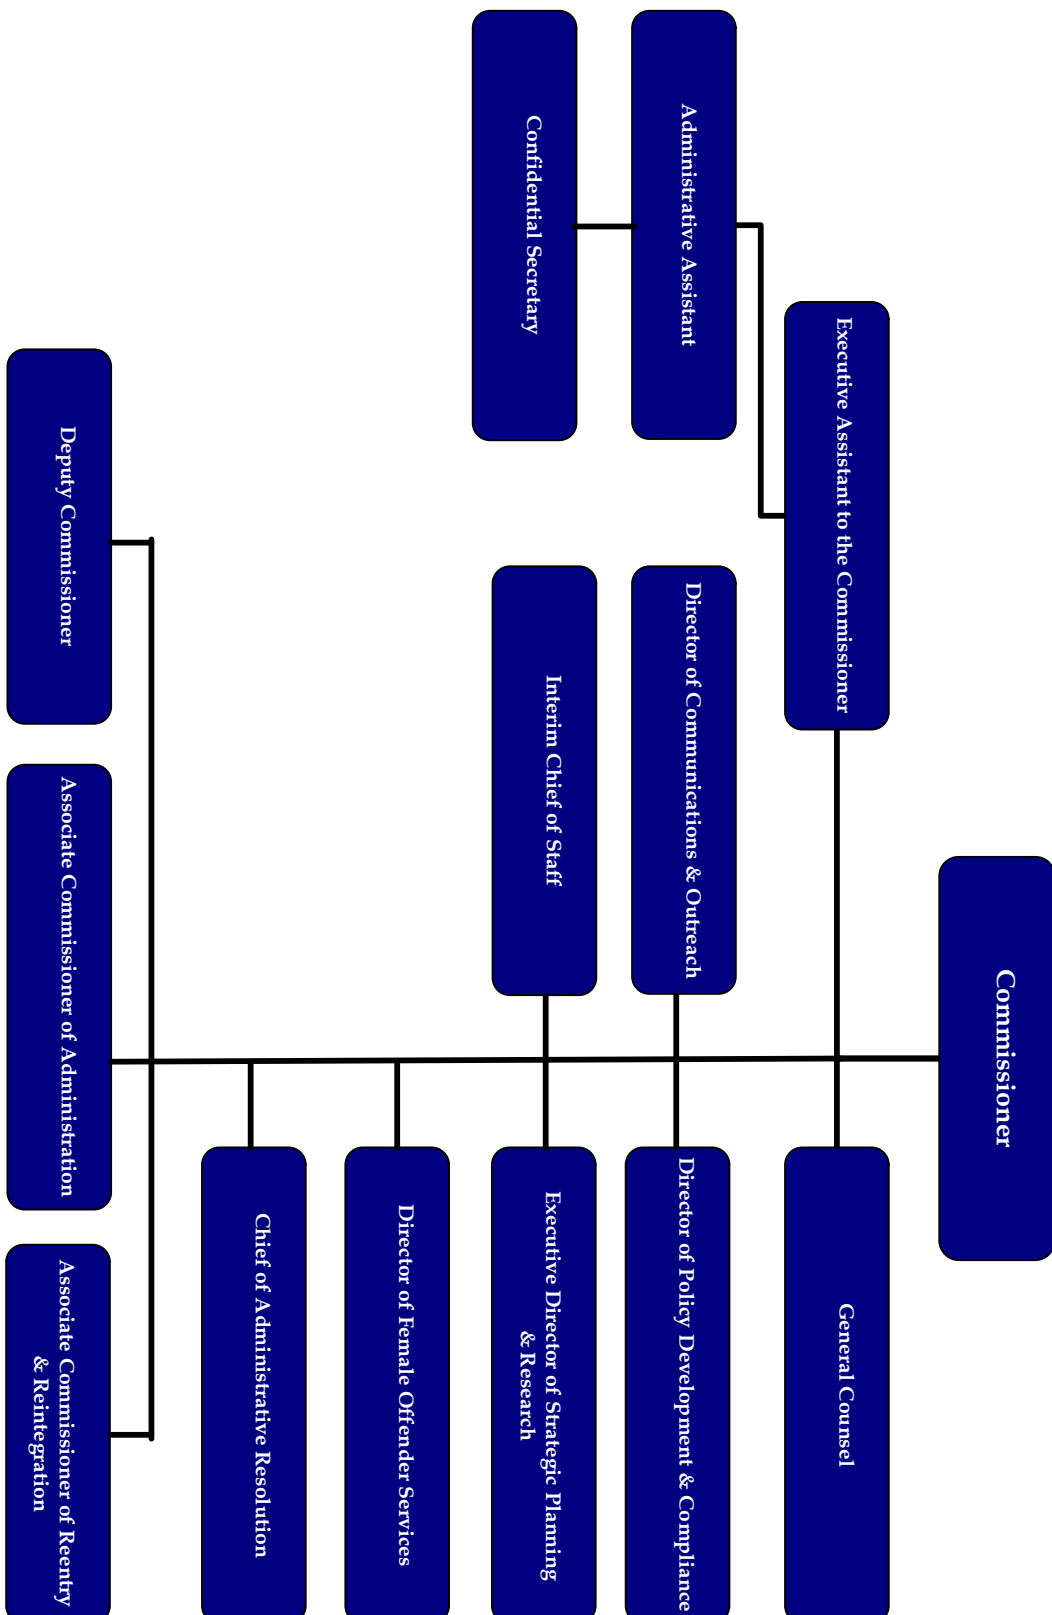 Commissioner
Executive Assistant to the Commissioner
General Counsel
Administrative Assistant
Director of Communications & Outreach
Director of Policy Development & Compliance
Confidential Secretary
Interim Chief of Staff
Executive Director of Strategic Planning
& Research
Director of Female Offender Services
Chief of Administrative Resolution
Deputy Commissioner
Associate Commissioner of Administration
Associate Commissioner of Reentry
& Reintegration